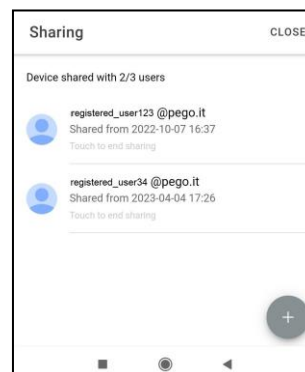 Sharing CLOSE
Device shared with 2/3 users
registered_user123 @pego.it
Shared from 2022-10-07 16:37
Touch to end sharing
registered_user34 @pego.it
Shared from 2023-04-04 17:26
Touch to end sharing
+